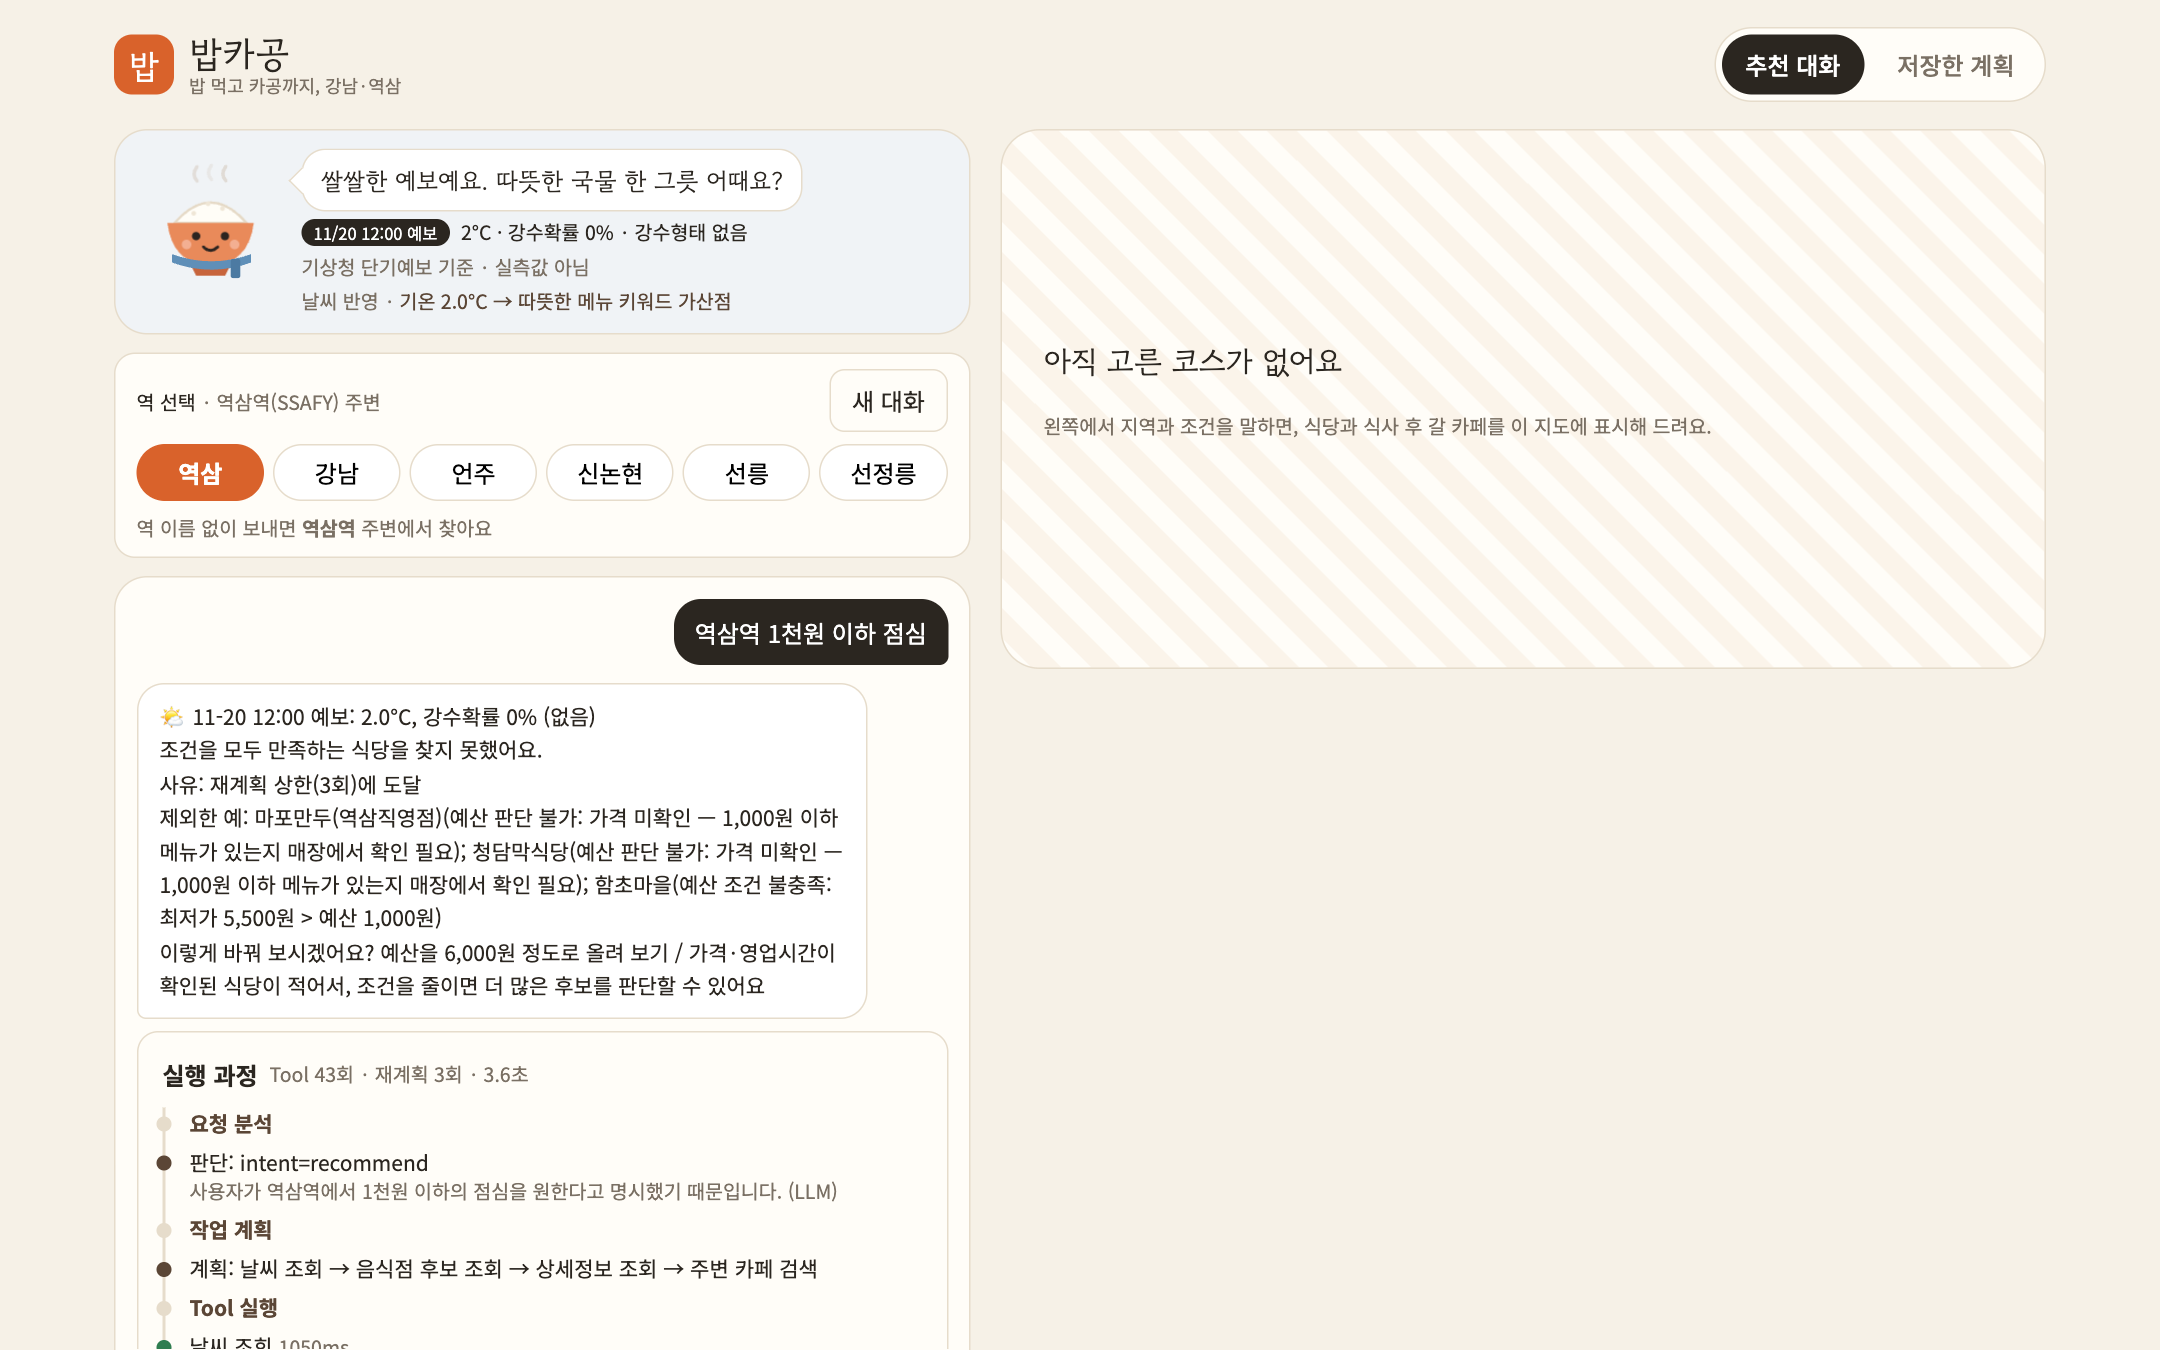 밥
밥카공
밥 먹고 카공까지, 강남·역삼
추천 대화
저장한 계획
쌀쌀한 예보예요. 따뜻한 국물 한 그릇 어때요?
11/20 12:00 예보 2°C · 강수확률 0% · 강수형태 없음
기상청 단기예보 기준 · 실측값 아님
날씨 반영 · 기온 2.0°C → 따뜻한 메뉴 키워드 가산점
역 선택 · 역삼역(SSAFY) 주변
새 대화
역삼 강남 언주 신논현 선릉 선정릉
역 이름 없이 보내면 역삼역 주변에서 찾아요
역삼역 1천원 이하 점심
🌤️ 11-20 12:00 예보: 2.0°C, 강수확률 0% (없음)
조건을 모두 만족하는 식당을 찾지 못했어요.
사유: 재계획 상한(3회)에 도달
제외한 예: 마포만두(역삼직영점)(예산 판단 불가: 가격 미확인 — 1,000원 이하
메뉴가 있는지 매장에서 확인 필요); 청담막식당(예산 판단 불가: 가격 미확인 —
1,000원 이하 메뉴가 있는지 매장에서 확인 필요); 함초마을(예산 조건 불충족:
최저가 5,500원 > 예산 1,000원)
이렇게 바꿔 보시겠어요? 예산을 6,000원 정도로 올려 보기 / 가격·영업시간이
확인된 식당이 적어서, 조건을 줄이면 더 많은 후보를 판단할 수 있어요
실행 과정 Tool 43회 · 재계획 3회 · 3.6초
요청 분석
판단: intent=recommend
사용자가 역삼역에서 1천원 이하의 점심을 원한다고 명시했기 때문입니다. (LLM)
작업 계획
계획: 날씨 조회 → 음식점 후보 조회 → 상세정보 조회 → 주변 카페 검색
Tool 실행
날씨 조회 1050ms
아직 고른 코스가 없어요
왼쪽에서 지역과 조건을 말하면, 식당과 식사 후 갈 카페를 이 지도에 표시해 드려요.